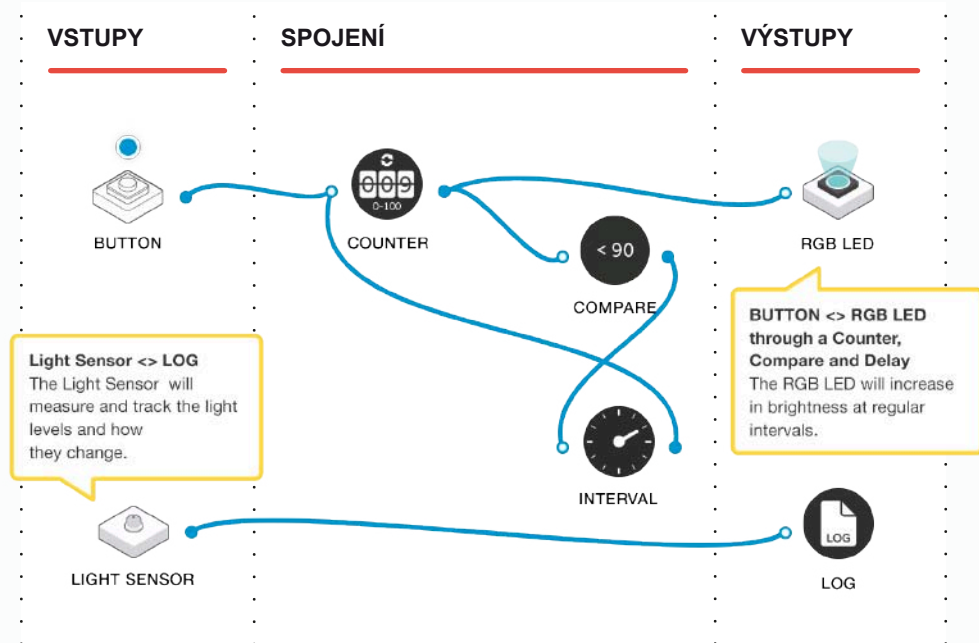 VSTUPY
SPOJENÍ
VÝSTUPY
009
0-100
BUTTON
COUNTER
RGB LED
< 90
COMPARE
BUTTON <> RGB LED
through a Counter,
Compare and Delay
The RGB LED will increase
in brightness at regular
intervals.
Light Sensor <> LOG
The Light Sensor will
measure and track the light
levels and how
they change.
INTERVAL
LIGHT SENSOR
LOG
LOG